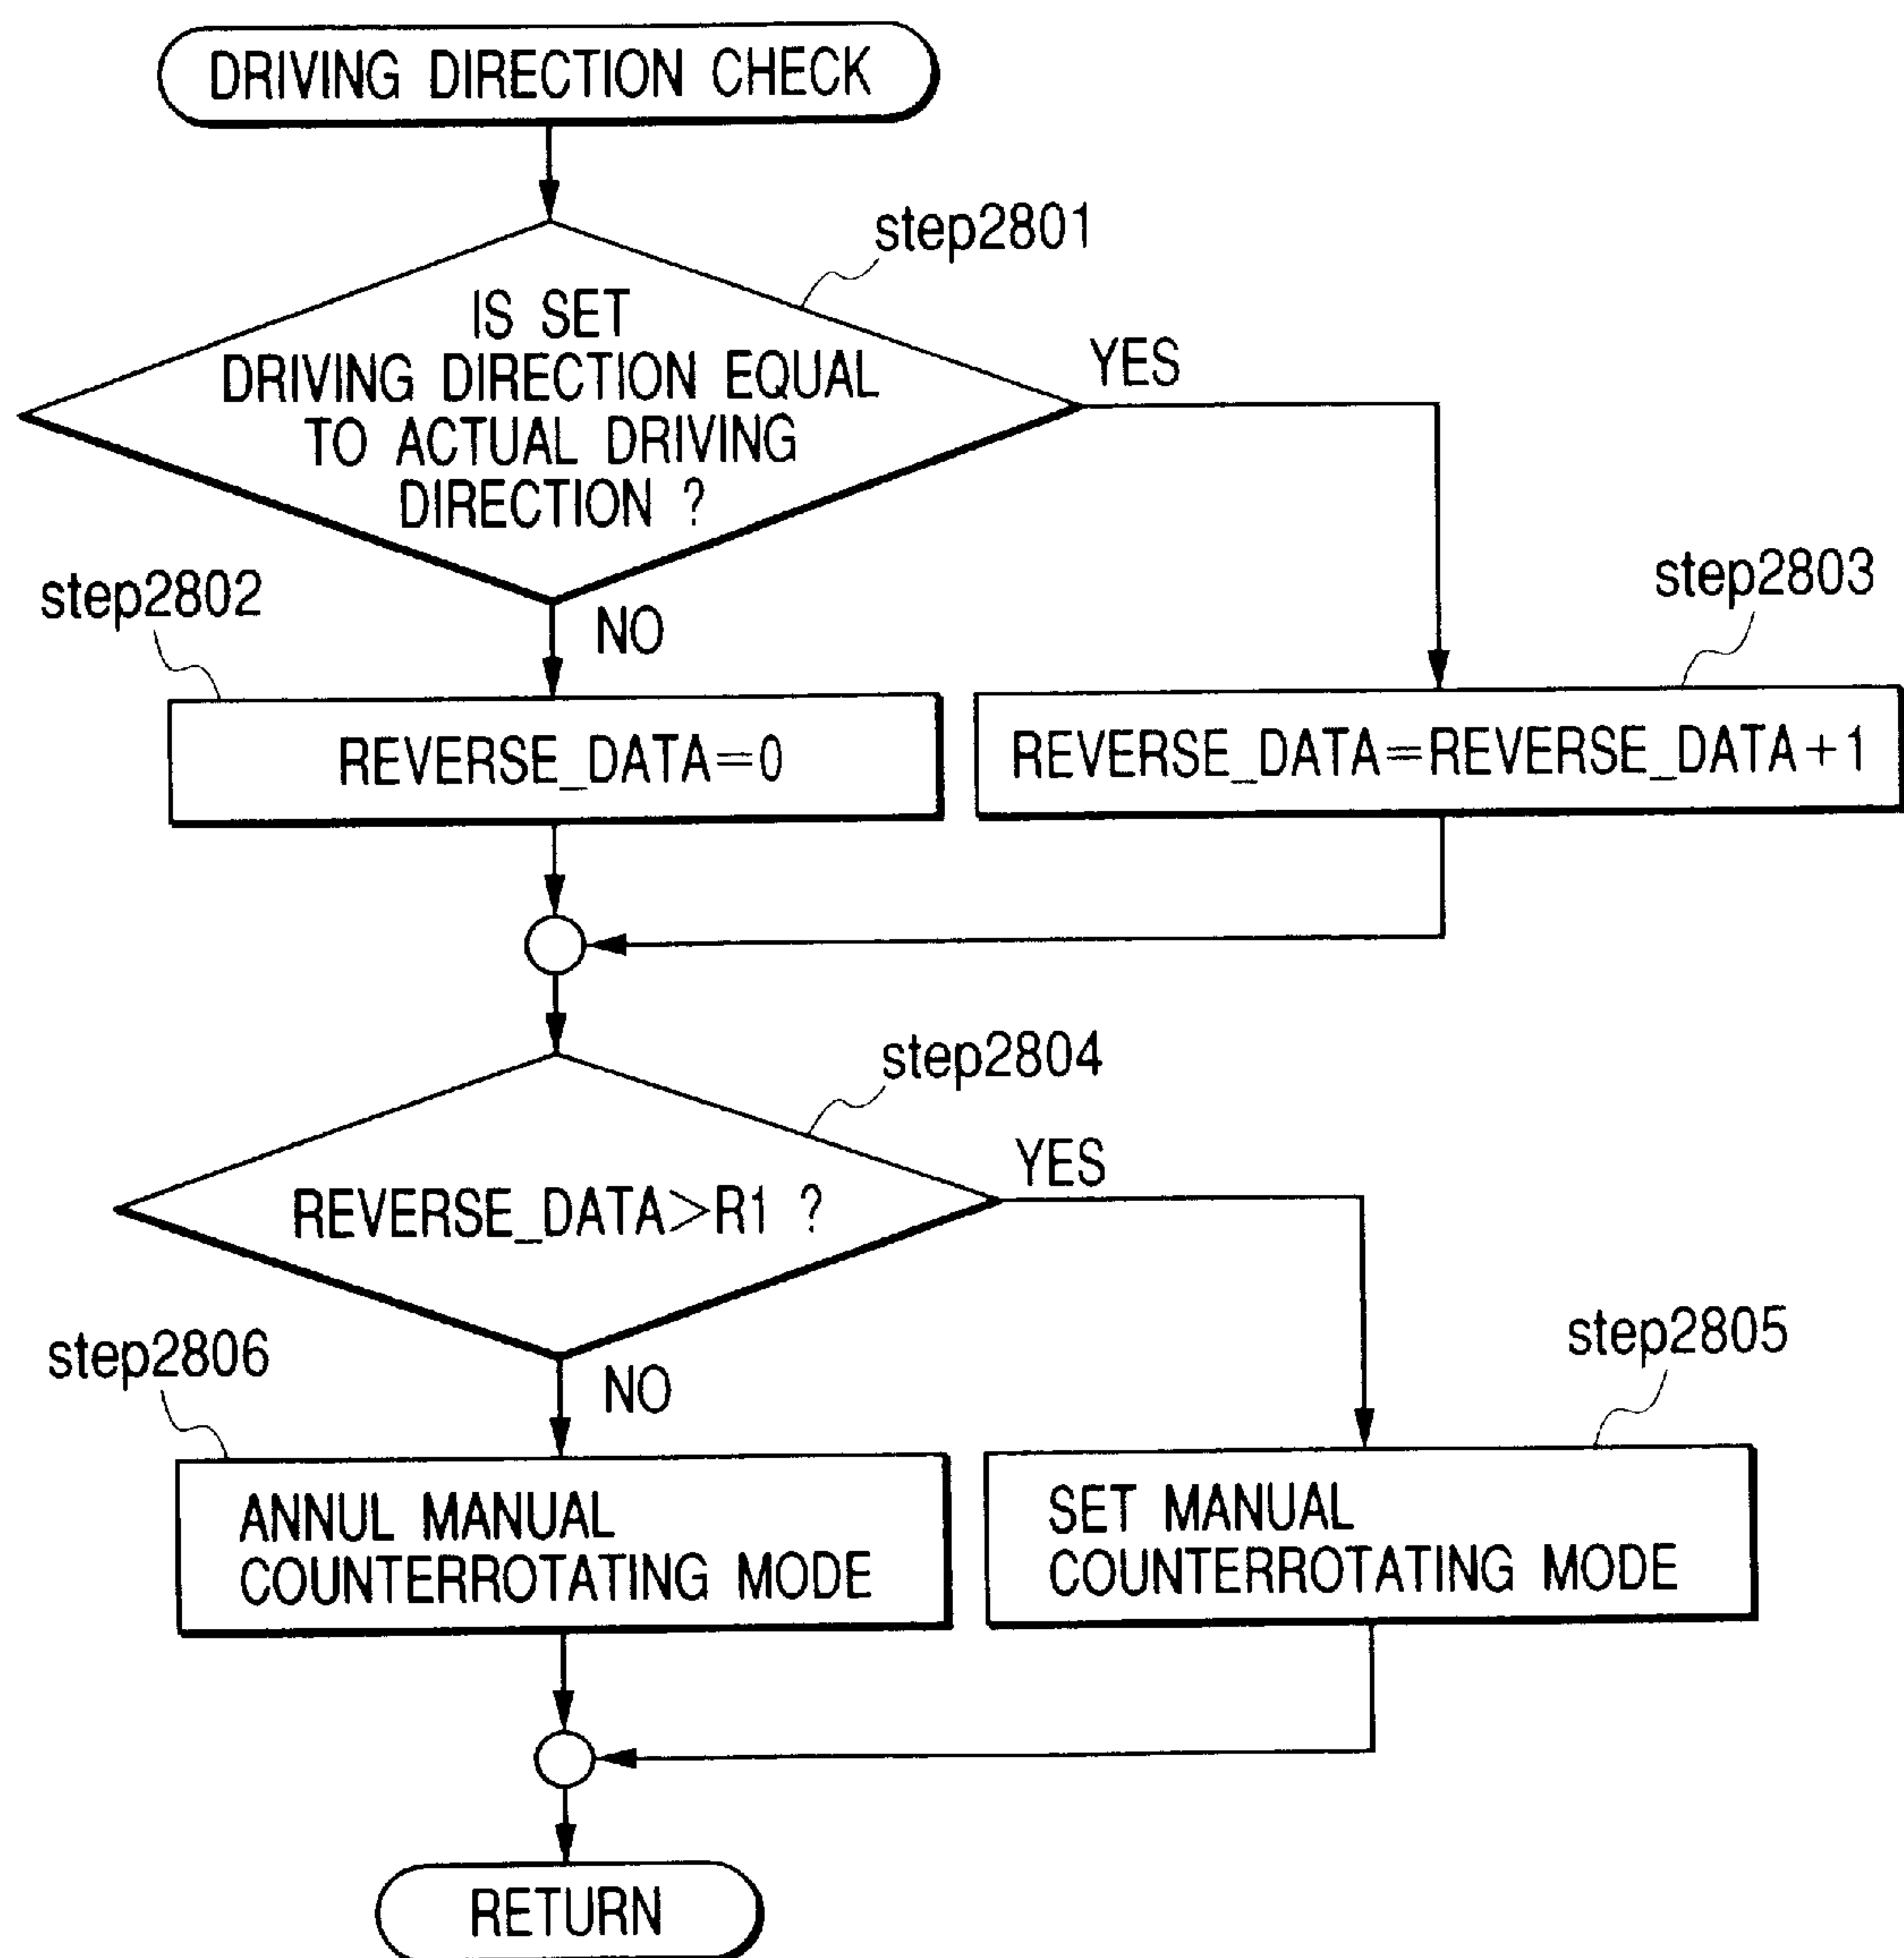 DRIVING DIRECTION CHECK
step2801
IS SET
DRIVING DIRECTION EQUAL
TO ACTUAL DRIVING
DIRECTION ?
YES
NO
step2802
step2803
REVERSE_DATA=0
REVERSE_DATA=REVERSE_DATA+1
step2804
REVERSE_DATA>R1 ?
YES
NO
step2806
step2805
ANNUL MANUAL
COUNTERROTATING MODE
SET MANUAL
COUNTERROTATING MODE
RETURN